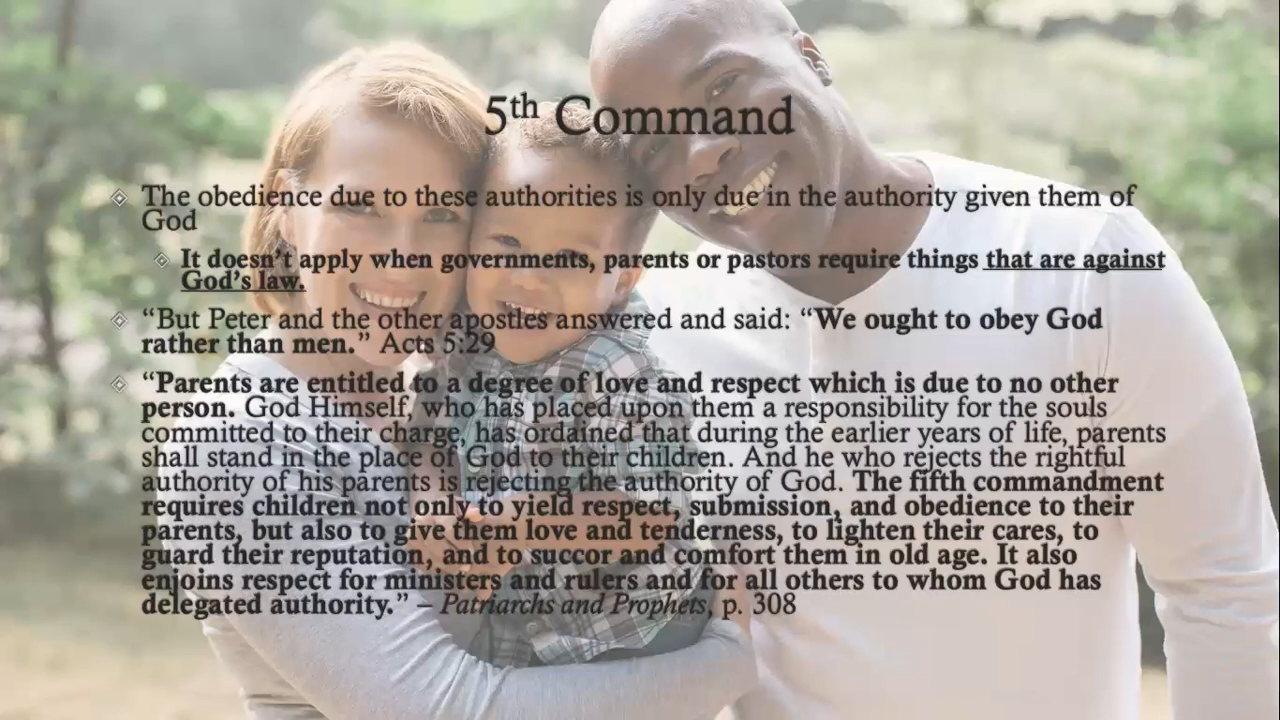 5th Command
The obedience due to these authorities is only due in the authority given them of
God
It doesn't apply when governments, parents or pastors require things that are against
God's law.
“But Peter and the other apostles answered and said: “We ought to obey God
rather than men.” Acts 5:29
“Parents are entitled to a degree of love and respect which is due to no other
person. God Himself, who has placed upon them a responsibility for the souls
committed to their charge, has ordained that during the earlier years of life, parents
shall stand in the place of God to their children. And he who rejects the rightful
authority of his parents is rejecting the authority of God. The fifth commandment
requires children not only to yield respect, submission, and obedience to their
parents, but also to give them love and tenderness, to lighten their cares, to
guard their reputation, and to succor and comfort them in old age. It also
enjoins respect for ministers and rulers and for all others to whom God has
delegated authority.” – Patriarchs and Prophets, p. 308